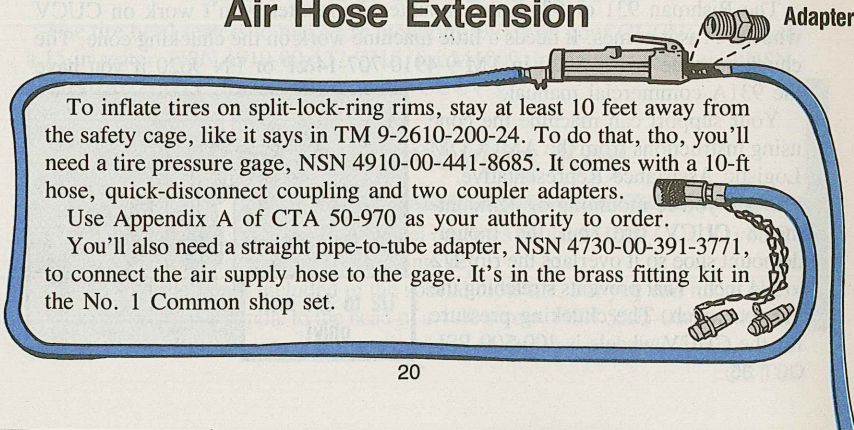 Air Hose Extension
Adapter
To inflate tires on split-lock-ring rims, stay at least 10 feet away from
the safety cage, like it says in TM 9-2610-200-24. To do that, tho, you'll
need a tire pressure gage, NSN 4910-00-441-8685. It comes with a 10-ft
hose, quick-disconnect coupling and two coupler adapters.
Use Appendix A of CTA 50-970 as your authority to order.
You'll also need a straight pipe-to-tube adapter, NSN 4730-00-391-3771,
to connect the air supply hose to the gage. It's in the brass fitting kit in
the No. 1 Common shop set.
20